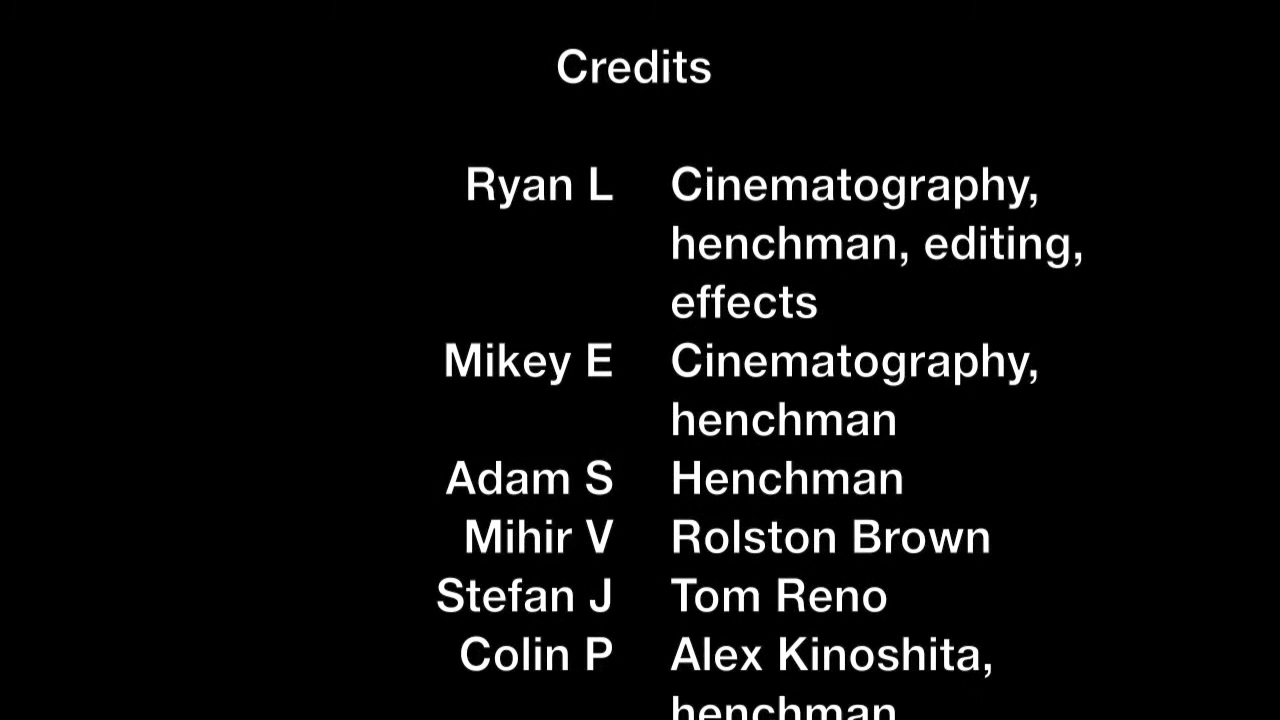 Credits
Ryan L Cinematography,
henchman, editing,
effects
Mikey E Cinematography,
henchman
Adam S Henchman
Mihir V Rolston Brown
Stefan J Tom Reno
Colin P Alex Kinoshita,
henchman